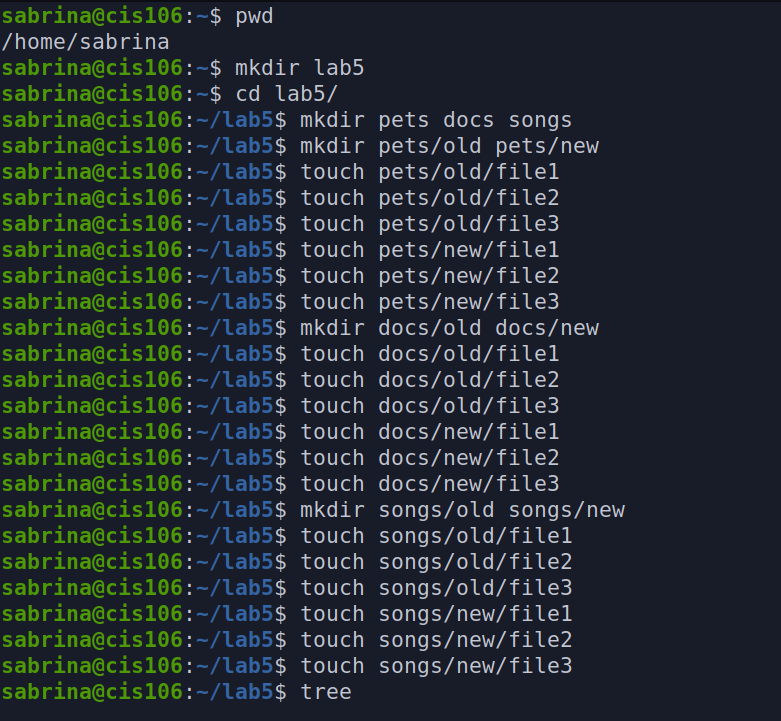 sabrina@cis106:~$ pwd
/home/sabrina
sabrina@cis106:~$ mkdir lab5
sabrina@cis106:~$ cd lab5/
sabrina@cis106:~/lab5$ mkdir pets docs songs
sabrina@cis106:~/lab5$ mkdir pets/old pets/new
sabrina@cis106:~/lab5$ touch pets/old/file1
sabrina@cis106:~/lab5$ touch pets/old/file2
sabrina@cis106:~/lab5$ touch pets/old/file3
sabrina@cis106:~/lab5$ touch pets/new/file1
sabrina@cis106:~/lab5$ touch pets/new/file2
sabrina@cis106:~/lab5$ touch pets/new/file3
sabrina@cis106:~/lab5$ mkdir docs/old docs/new
sabrina@cis106:~/lab5$ touch docs/old/file1
sabrina@cis106:~/lab5$ touch docs/old/file2
sabrina@cis106:~/lab5$ touch docs/old/file3
sabrina@cis106:~/lab5$ touch docs/new/file1
sabrina@cis106:~/lab5$ touch docs/new/file2
sabrina@cis106:~/lab5$ touch docs/new/file3
sabrina@cis106:~/lab5$ mkdir songs/old songs/new
sabrina@cis106:~/lab5$ touch songs/old/file1
sabrina@cis106:~/lab5$ touch songs/old/file2
sabrina@cis106:~/lab5$ touch songs/old/file3
sabrina@cis106:~/lab5$ touch songs/new/file1
sabrina@cis106:~/lab5$ touch songs/new/file2
sabrina@cis106:~/lab5$ touch songs/new/file3
sabrina@cis106:~/lab5$ tree